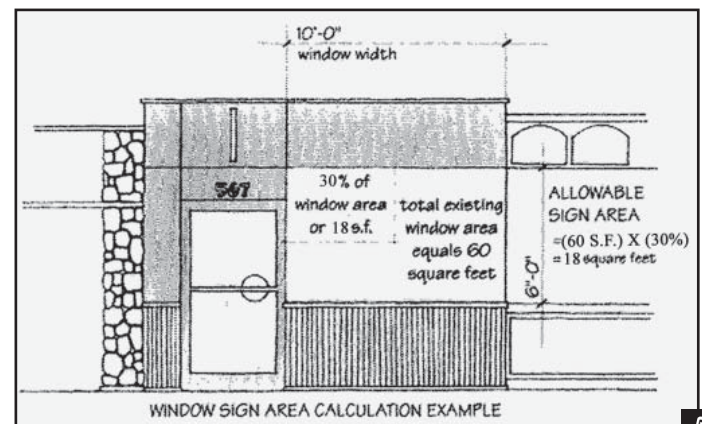 10'-0"
window width
567
30% of
window area
or 18 s.f.
total existing
window area
equals 60
square feet
ALLOWABLE
SIGN AREA
=(60 S.F.) X (30%)
= 18 square feet
6'-0"
WINDOW SIGN AREA CALCULATION EXAMPLE